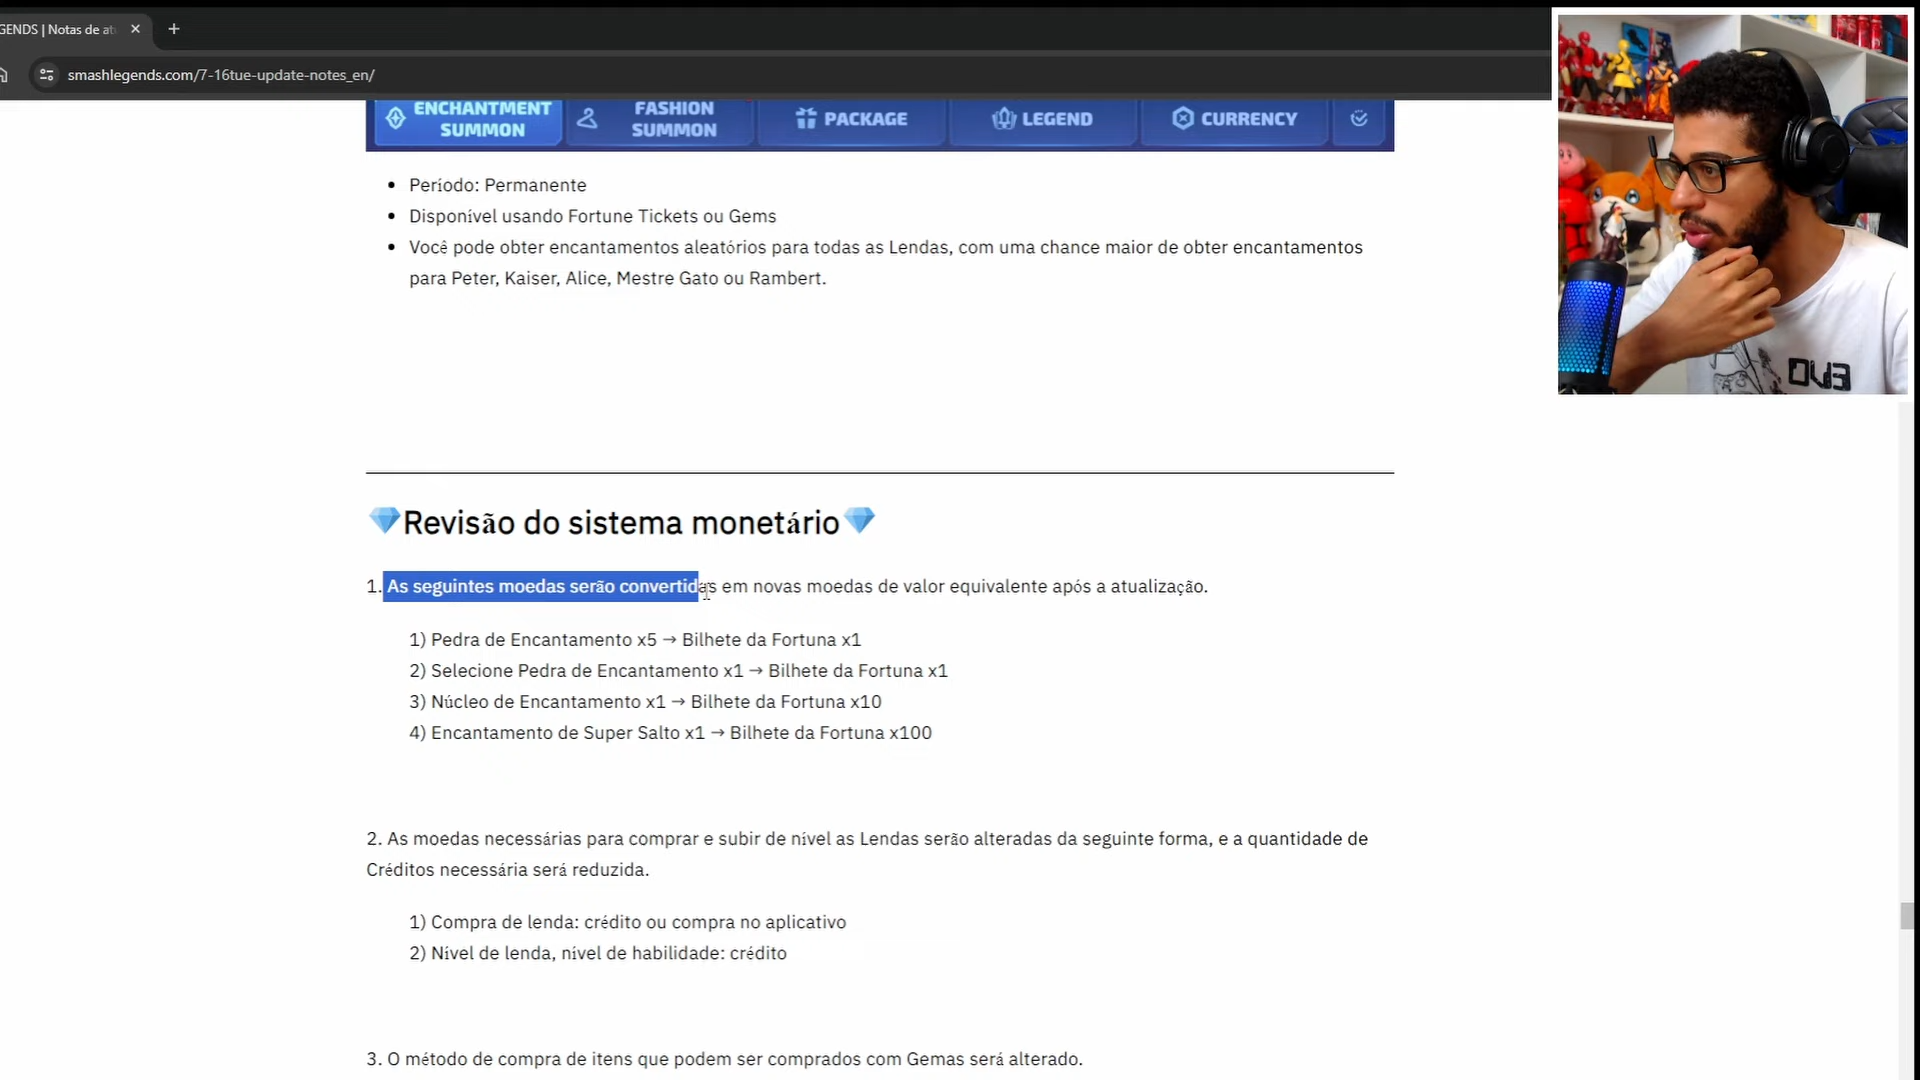 GENDS | Notas de at
smashlegends.com/7-16tue-update-notes_en/
ENCHANTMENT SUMMON
FASHION SUMMON
PACKAGE
LEGEND
CURRENCY
Período: Permanente
Disponível usando Fortune Tickets ou Gems
Você pode obter encantamentos aleatórios para todas as Lendas, com uma chance maior de obter encantamentos
para Peter, Kaiser, Alice, Mestre Gato ou Rambert.
💎Revisão do sistema monetário💎
1. As seguintes moedas serão convertidas em novas moedas de valor equivalente após a atualização.
1) Pedra de Encantamento x5 → Bilhete da Fortuna x1
2) Selecione Pedra de Encantamento x1 → Bilhete da Fortuna x1
3) Núcleo de Encantamento x1 → Bilhete da Fortuna x10
4) Encantamento de Super Salto x1 → Bilhete da Fortuna x100
2. As moedas necessárias para comprar e subir de nível as Lendas serão alteradas da seguinte forma, e a quantidade de
Créditos necessária será reduzida.
1) Compra de lenda: crédito ou compra no aplicativo
2) Nível de lenda, nível de habilidade: crédito
3. O método de compra de itens que podem ser comprados com Gemas será alterado.